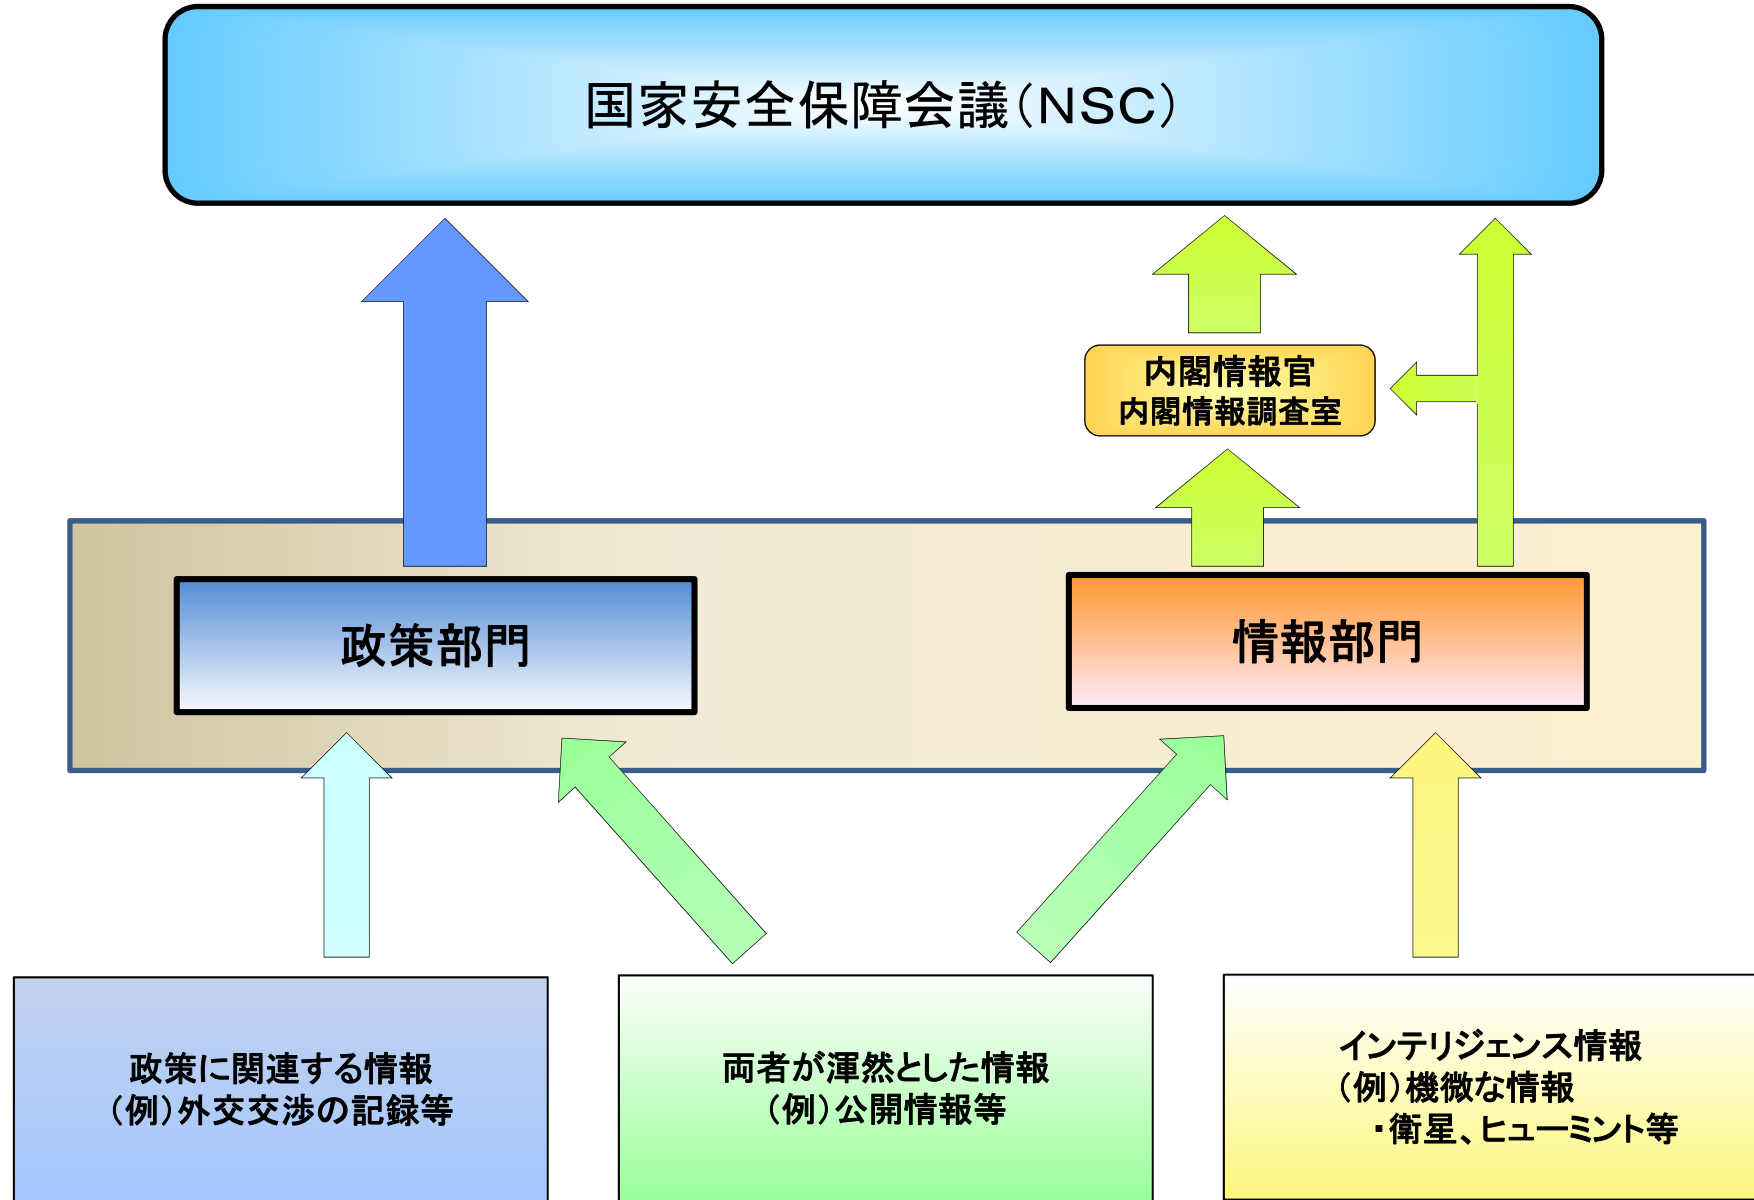 国家安全保障会議(NSC)
内閣情報官
内閣情報調査室
政策部門
情報部門
政策に関連する情報
(例)外交交渉の記録等
両者が渾然とした情報
(例)公開情報等
インテリジェンス情報
(例)機微な情報
・衛星、ヒューミント等